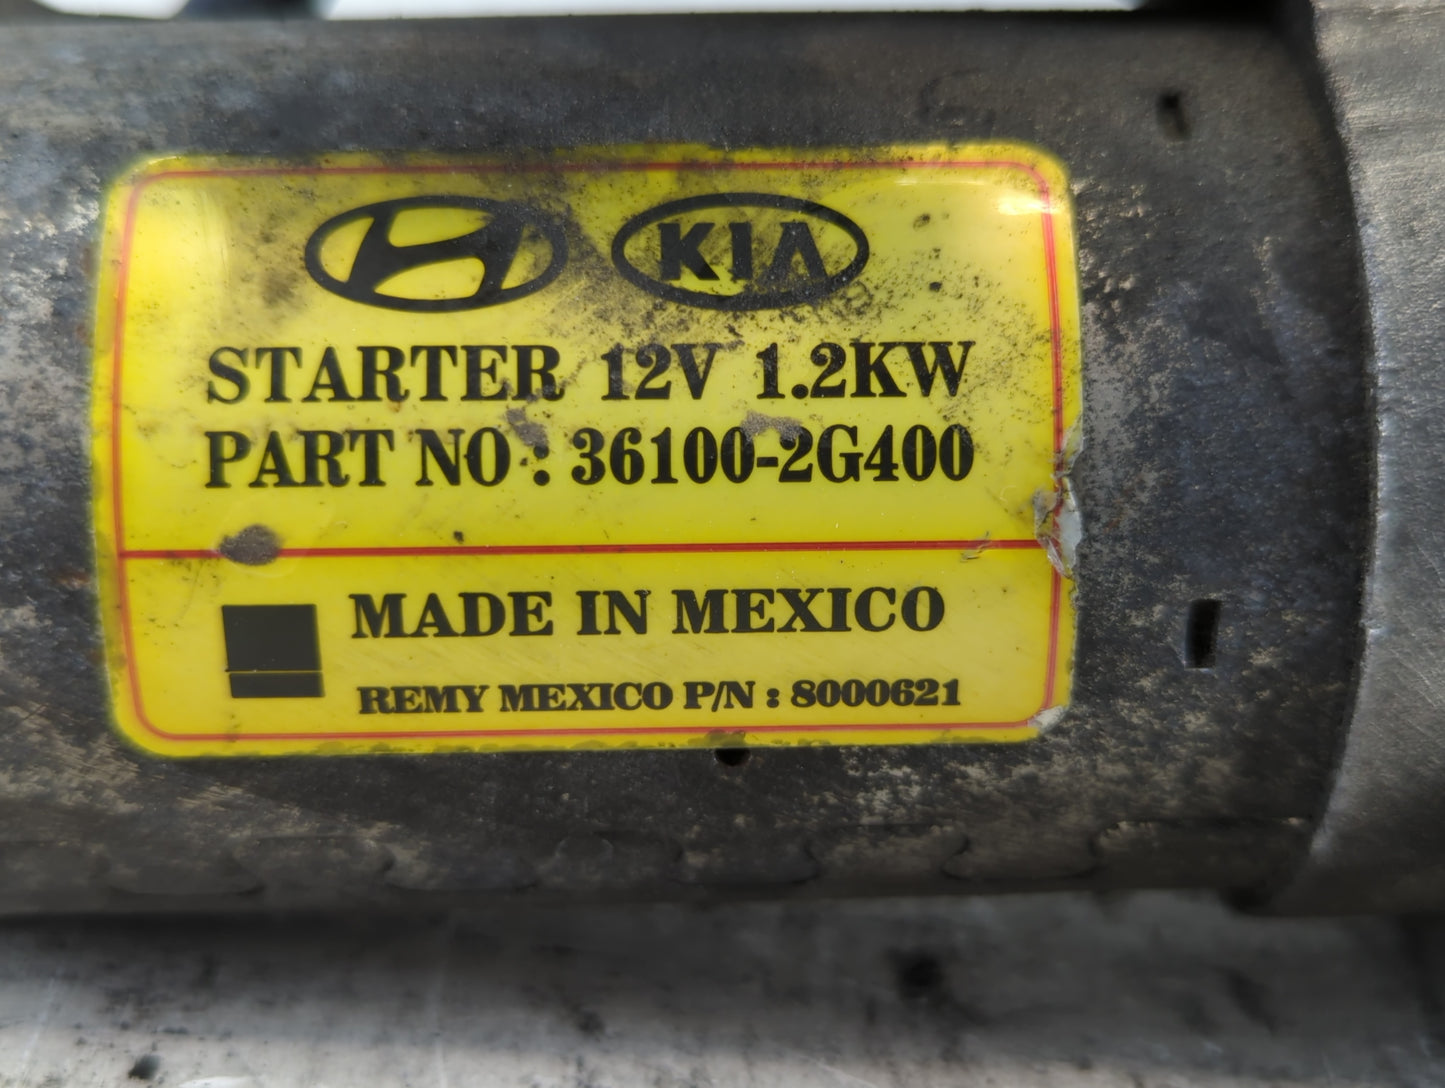 KIA
STARTER 12V 1.2KW
PART NO : 36100-2G400
MADE IN MEXICO
REMY MEXICO P/N : 8000621